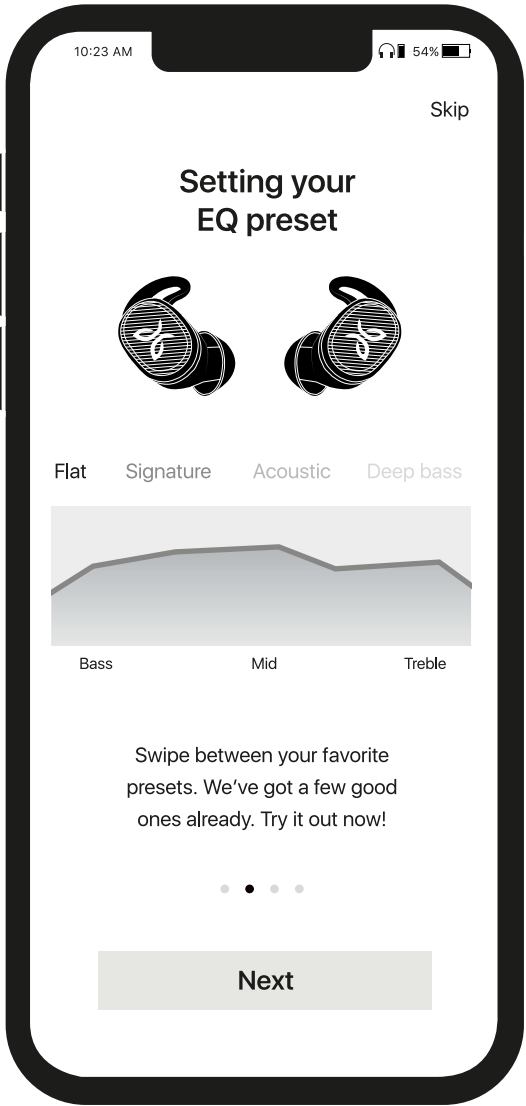 10:23 AM 54%
Skip
Setting your
EQ preset
Flat Signature Acoustic Deep bass
Bass Mid Treble
Swipe between your favorite
presets. We’ve got a few good
ones already. Try it out now!
Next